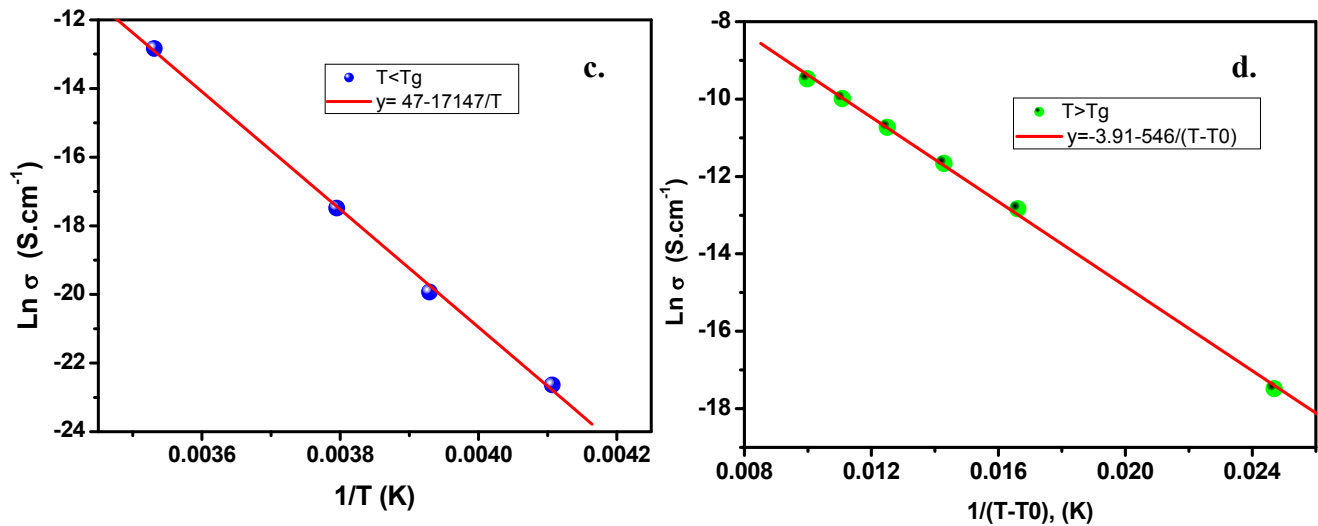 -12
-14
-16
-18
-20
-22
-24
Ln σ (S.cm⁻¹)
T<Tg
y= 47-17147/T
c.
0.0036
0.0038
0.0040
0.0042
1/T (K)
-8
-10
-12
-14
-16
-18
Ln σ (S.cm⁻¹)
d.
T>Tg
y=-3.91-546/(T-T0)
0.008
0.012
0.016
0.020
0.024
1/(T-T0), (K)